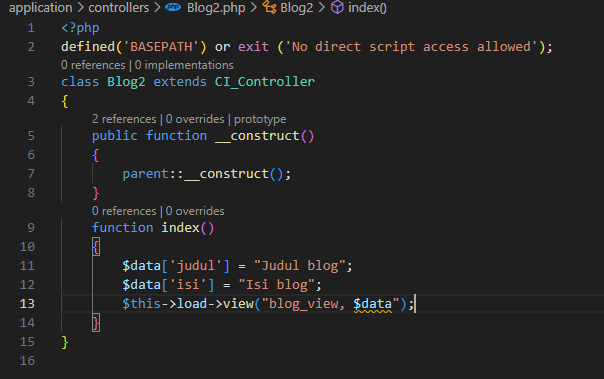 application > controllers > Blog2.php > Blog2 > index()
1 <?php
2 defined('BASEPATH') or exit ('No direct script access allowed');
0 references | 0 implementations
3 class Blog2 extends CI_Controller
4 {
2 references | 0 overrides | prototype
5 public function __construct()
6 {
7 parent::__construct();
8 }
0 references | 0 overrides
9 function index()
10 {
11 $data['judul'] = "Judul blog";
12 $data['isi'] = "Isi blog";
13 $this->load->view("blog_view, $data");
14 }
15 }
16